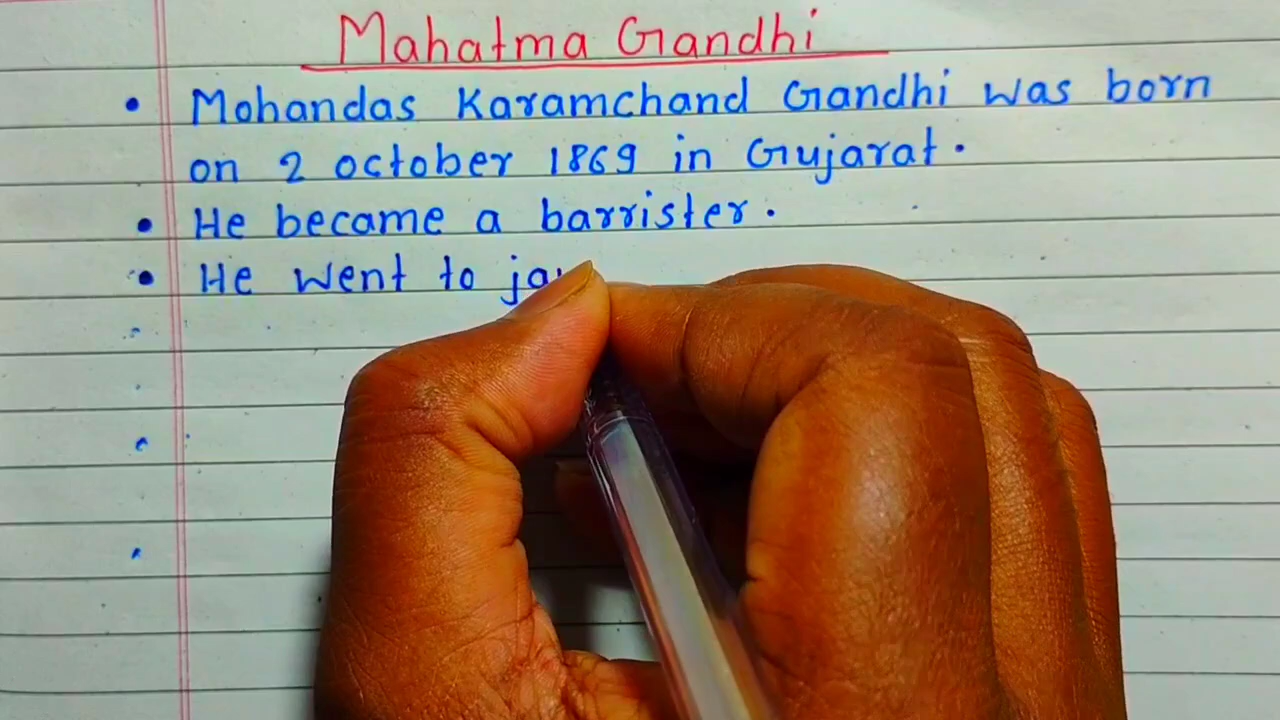 Mahatma Gandhi
• Mohandas Karamchand Gandhi was born
on 2 october 1869 in Gujarat.
• He became a barrister.
• He went to